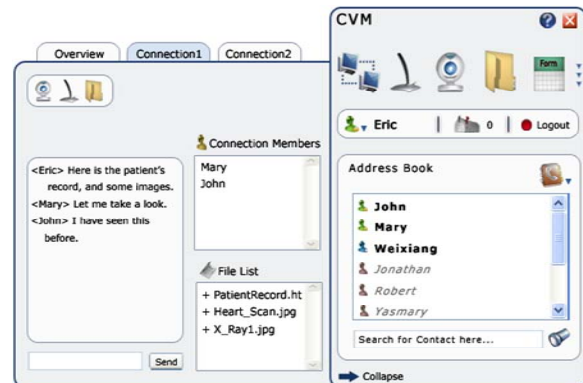 Overview
Connection1
Connection2
<Eric> Here is the patient's
record, and some images.
<Mary> Let me take a look.
<John> I have seen this
before.
Send
Connection Members
Mary
John
File List
+ PatientRecord.ht
+ Heart_Scan.jpg
+ X_Ray1.jpg
CVM
Form
Eric
0
Logout
Address Book
John
Mary
Weixiang
Jonathan
Robert
Yasmary
Search for Contact here...
Collapse